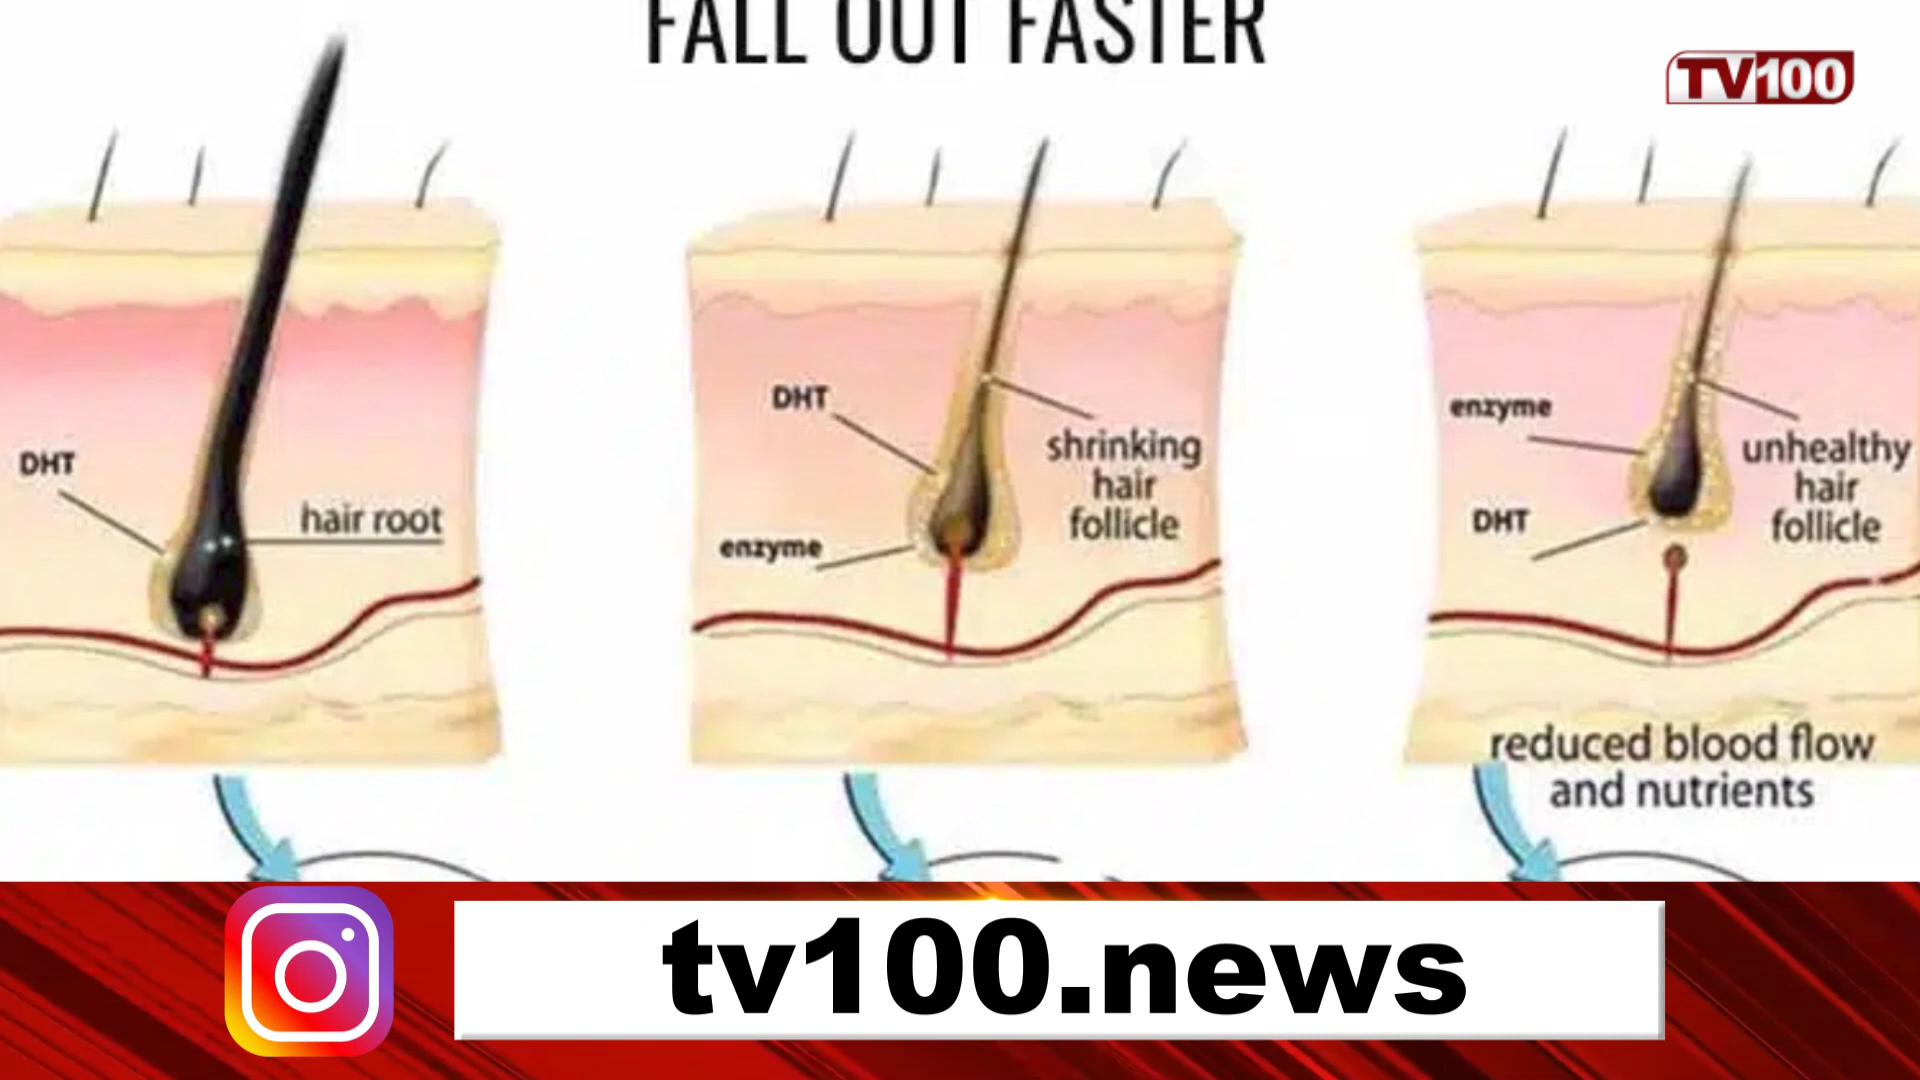 FALL OUT FASTER
TV100
DHT
hair root
DHT
shrinking
hair
follicle
enzyme
enzyme
unhealthy
hair
follicle
DHT
reduced blood flow
and nutrients
tv100.news